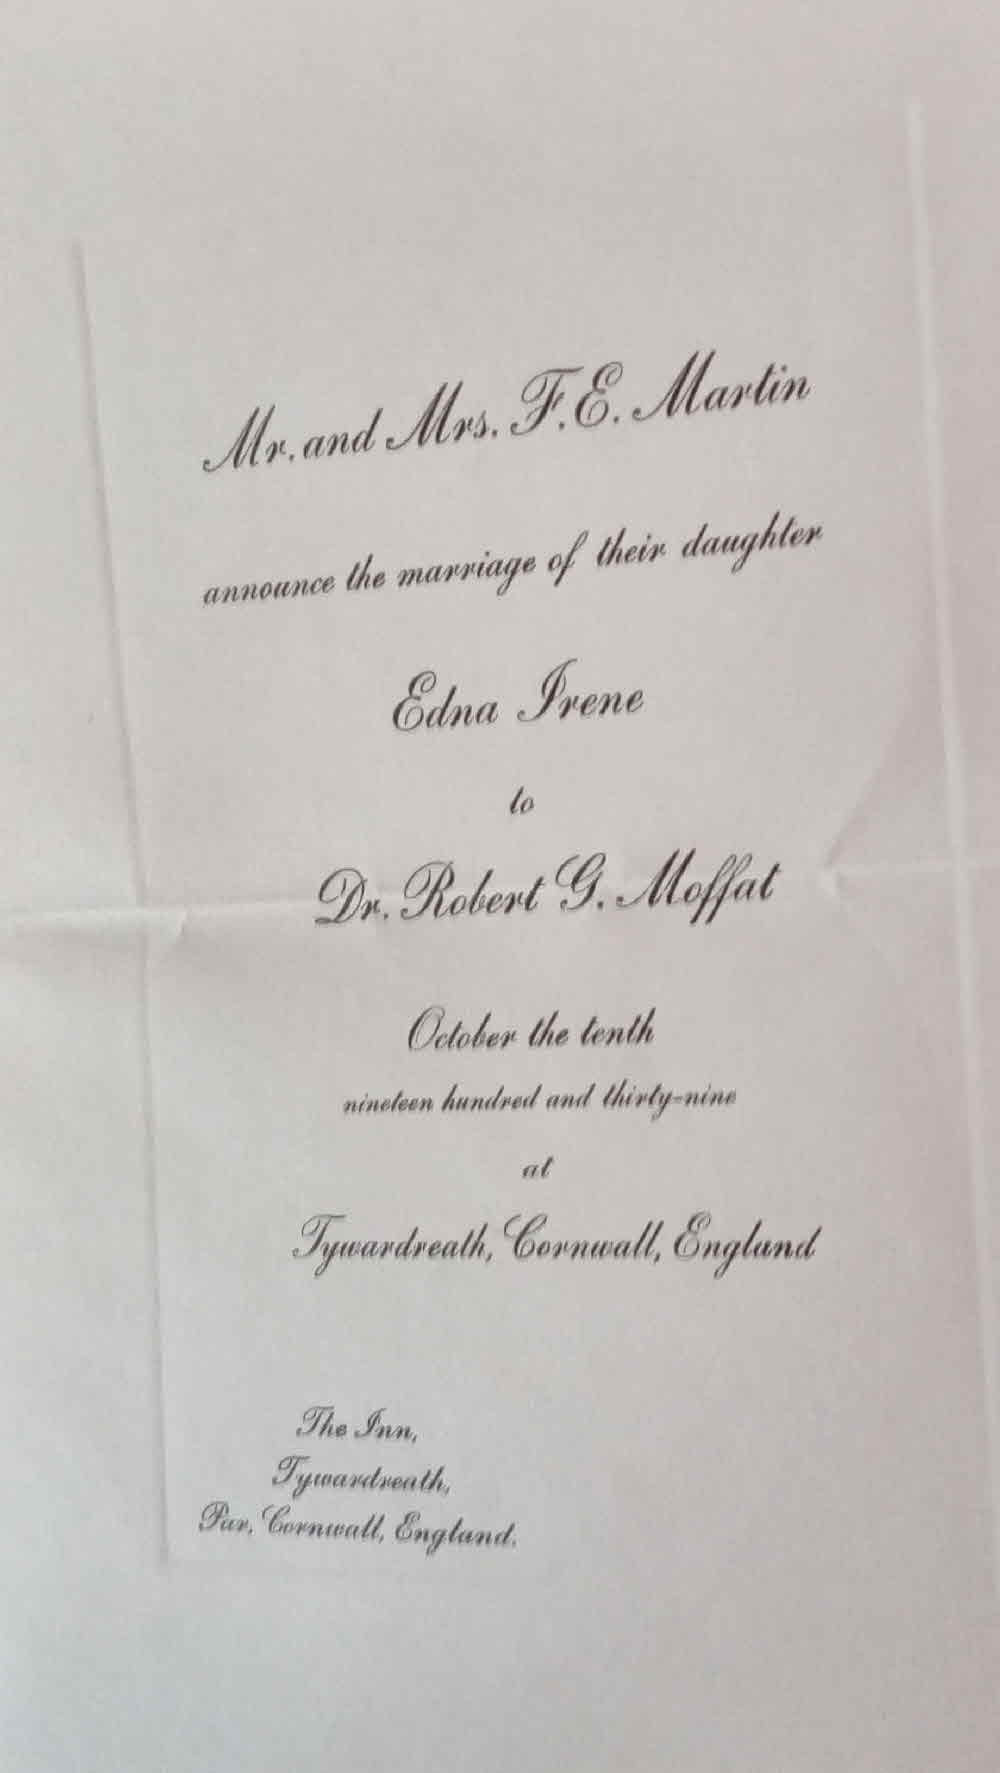 Mr. and Mrs. F. E. Martin
announce the marriage of their daughter
Edna Irene
to
Dr. Robert G. Moffat
October the tenth
nineteen hundred and thirty-nine
at
Tywardreath, Cornwall, England
The Inn,
Tywardreath,
Par, Cornwall, England.